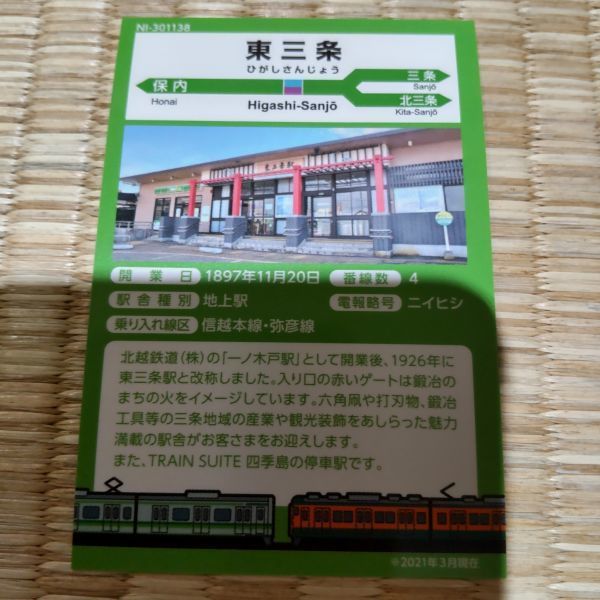 NI-301138
東三条
ひがしさんじょう
保内
Honai
Higashi-Sanjō
三条
Sanjō
北三条
Kita-Sanjō
東三条駅
開業日 1897年11月20日 番線数 4
駅舎種別 地上駅 電報略号 ニイヒシ
乗り入れ線区 信越本線・弥彦線
北越鉄道(株)の「一ノ木戸駅」として開業後、1926年に
東三条駅と改称しました。入り口の赤いゲートは鍛冶の
まちの火をイメージしています。六角凧や打刃物、鍛冶
工具等の三条地域の産業や観光装飾をあしらった魅力
満載の駅舎がお客さまをお迎えします。
また、TRAIN SUITE 四季島の停車駅です。
※2021年3月現在